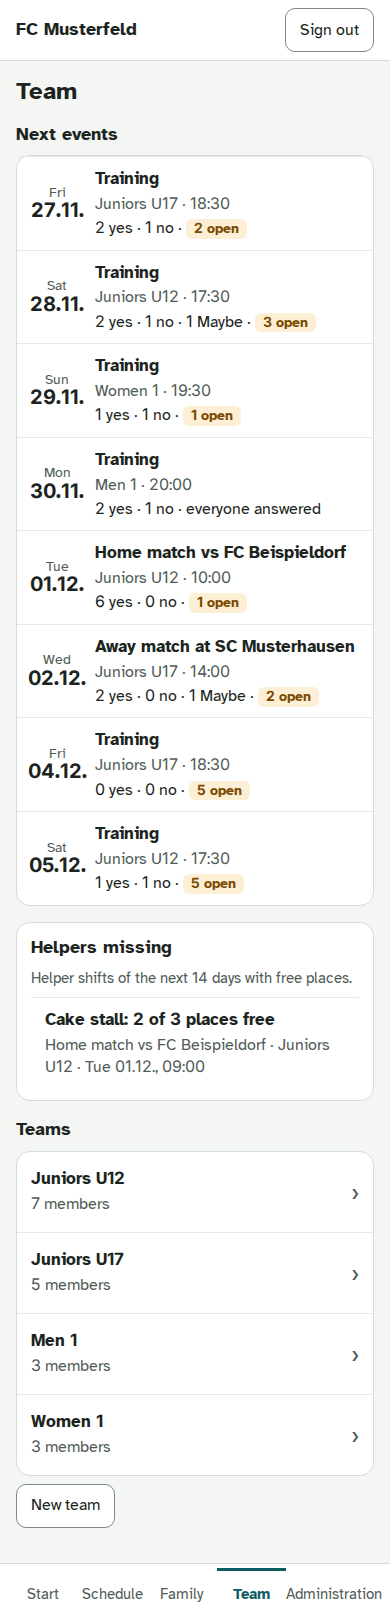 FC Musterfeld
Sign out
Team
Next events
Fri
27.11.
Training
Juniors U17 · 18:30
2 yes · 1 no · 2 open
Sat
28.11.
Training
Juniors U12 · 17:30
2 yes · 1 no · 1 Maybe · 3 open
Sun
29.11.
Training
Women 1 · 19:30
1 yes · 1 no · 1 open
Mon
30.11.
Training
Men 1 · 20:00
2 yes · 1 no · everyone answered
Tue
01.12.
Home match vs FC Beispieldorf
Juniors U12 · 10:00
6 yes · 0 no · 1 open
Wed
02.12.
Away match at SC Musterhausen
Juniors U17 · 14:00
2 yes · 0 no · 1 Maybe · 2 open
Fri
04.12.
Training
Juniors U17 · 18:30
0 yes · 0 no · 5 open
Sat
05.12.
Training
Juniors U12 · 17:30
1 yes · 1 no · 5 open
Helpers missing
Helper shifts of the next 14 days with free places.
Cake stall: 2 of 3 places free
Home match vs FC Beispieldorf · Juniors
U12 · Tue 01.12., 09:00
Teams
Juniors U12
7 members
Juniors U17
5 members
Men 1
3 members
Women 1
3 members
New team
Start
Schedule
Family
Team
Administration